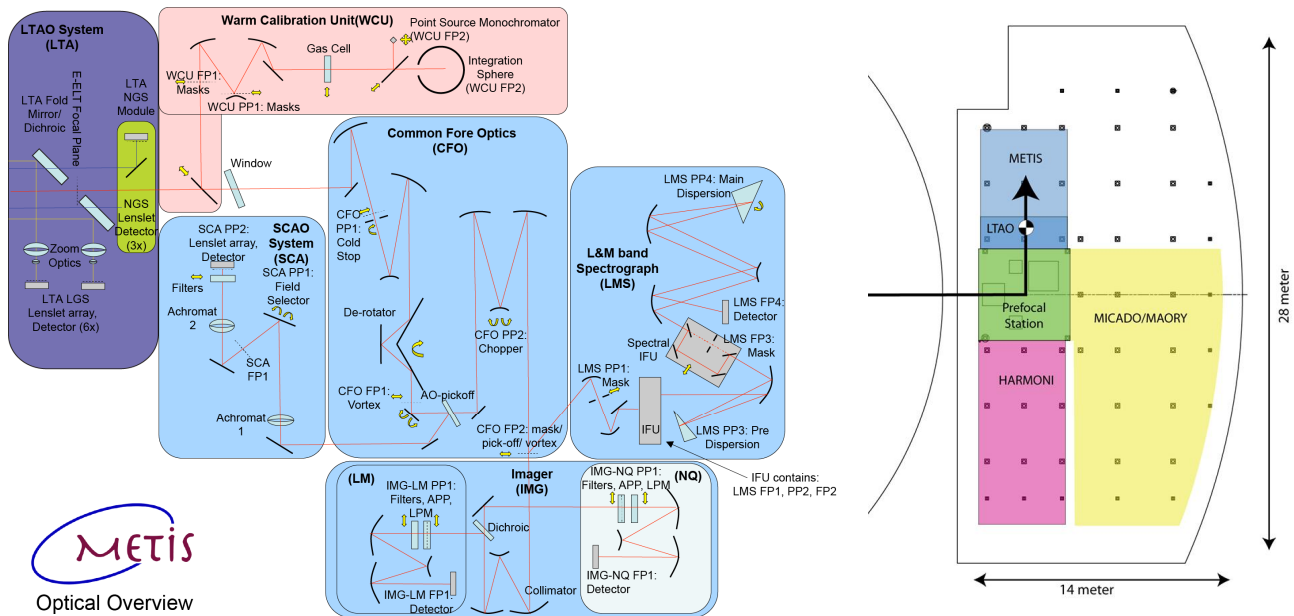 LTAO System
(LTA)
E-ELT Focal Plane
LTA
NGS
Module
LTA Fold
Mirror/
Dichroic
NGS
Lenslet
Detector
(3x)
Zoom
Optics
LTA LGS
Lenslet array,
Detector (6x)
Warm Calibration Unit(WCU)
Point Source Monochromator
(WCU FP2)
Gas Cell
Integration
Sphere
(WCU FP2)
WCU FP1:
Masks
WCU PP1: Masks
Window
SCAO
System
(SCA)
SCA PP2:
Lenslet array,
Detector
SCA PP1:
Field
Selector
Filters
Achromat
2
SCA
FP1
Achromat
1
Common Fore Optics
(CFO)
CFO
PP1:
Cold
Stop
De-rotator
CFO PP2:
Chopper
CFO FP1:
Vortex
AO-pickoff
CFO FP2: mask/
pick-off/ vortex
L&M band
Spectrograph
(LMS)
LMS PP4: Main
Dispersion
LMS FP4:
Detector
Spectral
IFU
LMS FP3:
Mask
LMS PP1:
Mask
IFU
LMS PP3: Pre
Dispersion
IFU contains:
LMS FP1, PP2, FP2
Imager
(IMG)
(LM)
IMG-LM PP1:
Filters, APP,
LPM
Dichroic
IMG-LM FP1:
Detector
Collimator
(NQ)
IMG-NQ PP1:
Filters, APP, LPM
IMG-NQ FP1:
Detector
METIS
Optical Overview
METIS
LTAO
Prefocal
Station
MICADO/MAORY
HARMONI
28 meter
14 meter